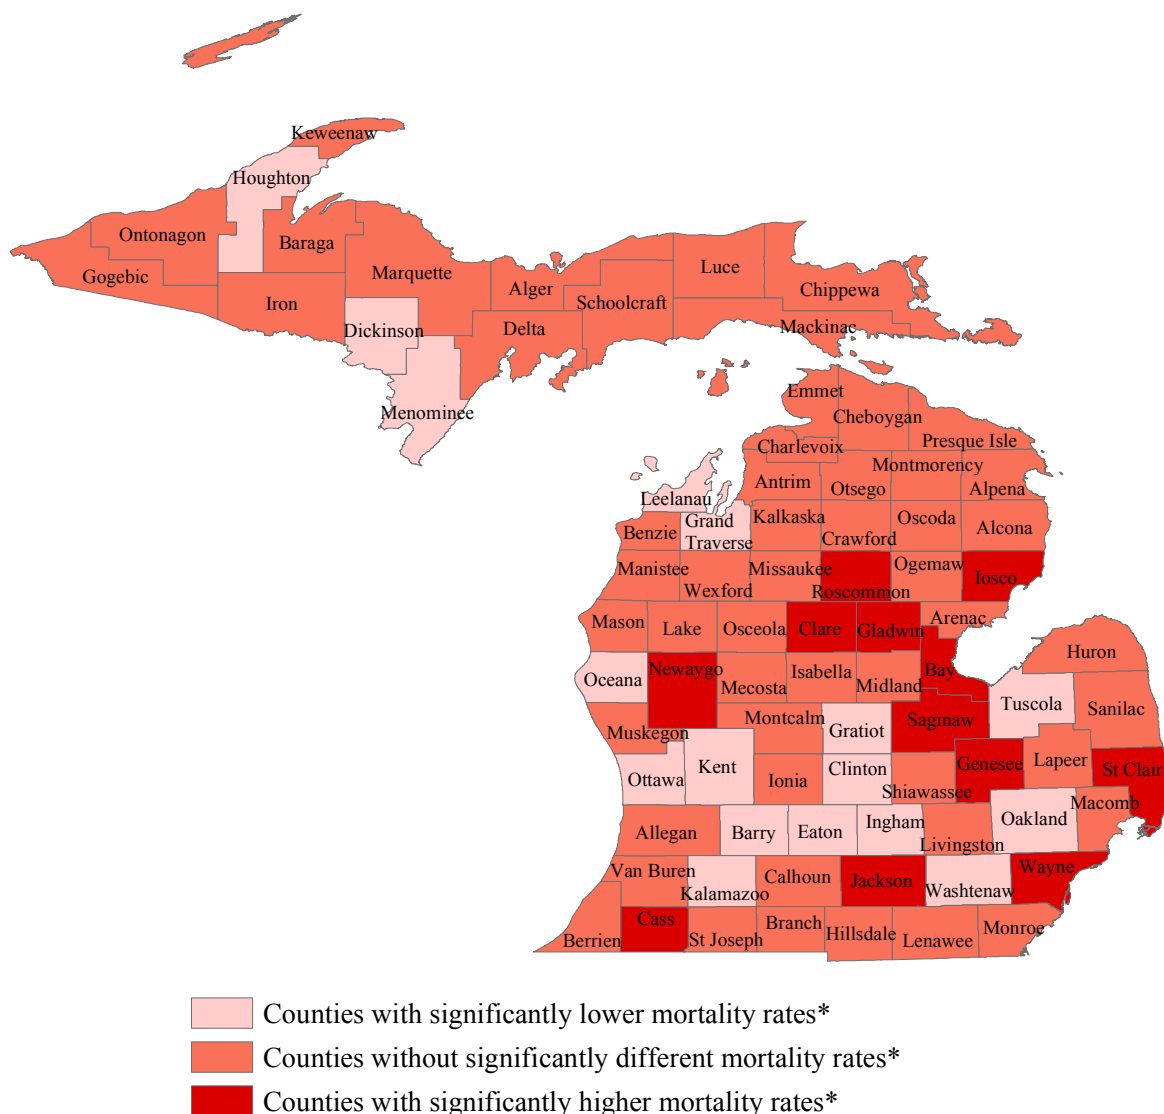 Keweenaw
Houghton
Ontonagon
Baraga
Gogebic
Marquette
Luce
Alger
Chippewa
Iron
Schoolcraft
Dickinson
Delta
Mackinac
Menominee
Emmet
Cheboygan
Charlevoix
Presque Isle
Montmorency
Antrim
Otsego
Alpena
Leelanau
Grand
Traverse
Kalkaska
Oscoda
Alcona
Benzie
Crawford
Manistee
Missaukee
Ogemaw
Iosco
Wexford
Roscommon
Mason
Lake
Osceola
Clare
Gladwin
Arenac
Huron
Oceana
Newaygo
Mecosta
Isabella
Midland
Bay
Tuscola
Sanilac
Muskegon
Montcalm
Gratiot
Saginaw
Ottawa
Kent
Ionia
Clinton
Shiawassee
Genesee
Lapeer
St Clair
Macomb
Allegan
Barry
Eaton
Ingham
Livingston
Oakland
Van Buren
Kalamazoo
Calhoun
Jackson
Washtenaw
Wayne
Berrien
Cass
St Joseph
Branch
Hillsdale
Lenawee
Monroe
Counties with significantly lower mortality rates*
Counties without significantly different mortality rates*
Counties with significantly higher mortality rates*